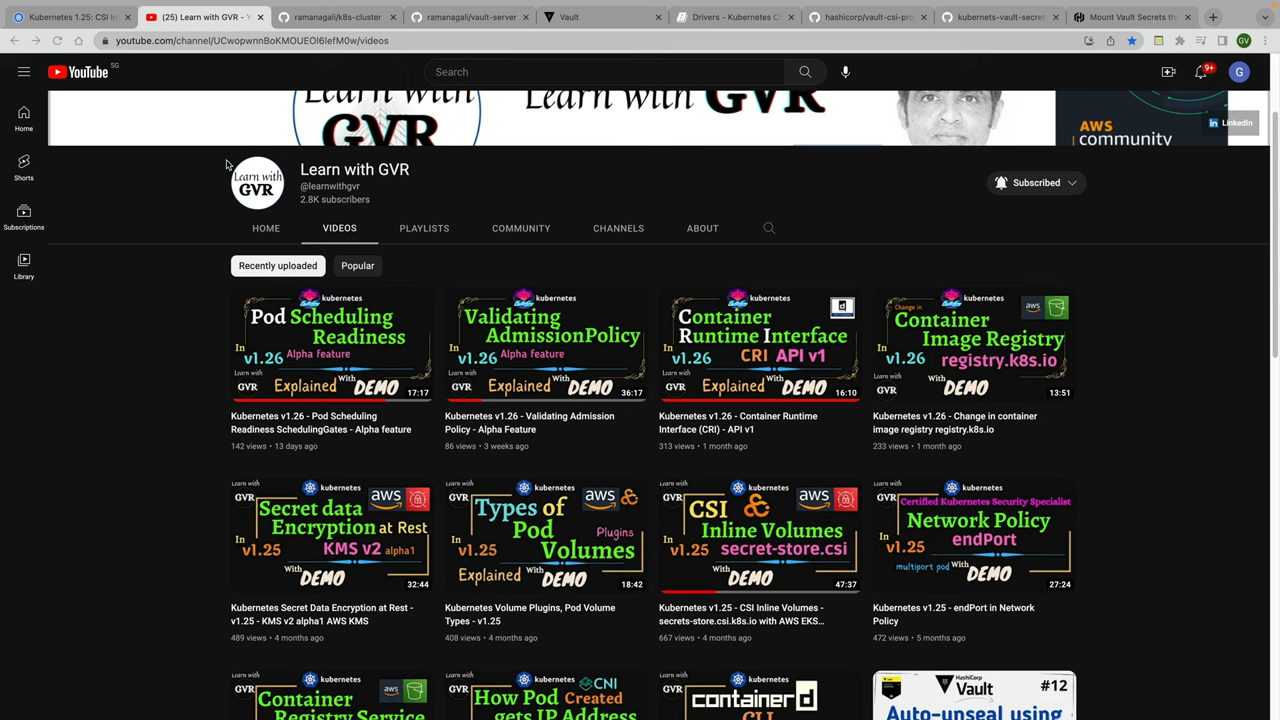 Kubernetes 1.25: CSI In
(25) Learn with GVR - Y
ramanagali/k8s-cluster
ramanagali/vault-server
Vault
Drivers - Kubernetes C
hashicorp/vault-csi-pro
kubernets-vault-secret
Mount Vault Secrets th
youtube.com/channel/UCwopwnnBoKMOUEOl6lefM0w/videos
GV
YouTube SG
Search
9+
G
Learn with
GVR
Learn with GVR
AWS
community
LinkedIn
Home
Shorts
Subscriptions
Library
Learn with
GVR
Learn with GVR
@learnwithgvr
2.8K subscribers
Subscribed
HOME
VIDEOS
PLAYLISTS
COMMUNITY
CHANNELS
ABOUT
Recently uploaded
Popular
kubernetes
Pod Scheduling
Readiness
In
v1.26 Alpha feature
Learn with
GVR
Explained With DEMO
17:17
Kubernetes v1.26 - Pod Scheduling
Readiness SchedulingGates - Alpha feature
142 views • 13 days ago
kubernetes
Validating
AdmissionPolicy
In
v1.26 Alpha feature
Learn with
GVR
Explained With DEMO
36:17
Kubernetes v1.26 - Validating Admission
Policy - Alpha Feature
86 views • 3 weeks ago
kubernetes
Container
Runtime Interface
In
v1.26 CRI API v1
Learn with
GVR
Explained With DEMO
16:10
Kubernetes v1.26 - Container Runtime
Interface (CRI) - API v1
313 views • 1 month ago
kubernetes
aws
Change in
Container
Image Registry
In
v1.26 registry.k8s.io
Learn with
GVR
With DEMO
13:51
Kubernetes v1.26 - Change in container
image registry registry.k8s.io
233 views • 1 month ago
Learn with
GVR
kubernetes
aws
Secret data
Encryption at Rest
In
v1.25 KMS v2 alpha1
With DEMO
32:44
Kubernetes Secret Data Encryption at Rest -
v1.25 - KMS v2 alpha1 AWS KMS
489 views • 4 months ago
Learn with
GVR
kubernetes
aws
Types of
Pod
Volumes
Plugins
In
v1.25
Explained With DEMO
18:42
Kubernetes Volume Plugins, Pod Volume
Types - v1.25
408 views • 4 months ago
Learn with
GVR
kubernetes
aws
CSI
Inline Volumes
In
v1.25 secret-store.csi
With DEMO
47:37
Kubernetes v1.25 - CSI Inline Volumes -
secrets-store.csi.k8s.io with AWS EKS...
667 views • 4 months ago
Learn with
GVR
kubernetes
Certified Kubernetes Security Specialist
Network Policy
endPort
In
v1.25
multiport pod With
DEMO
27:24
Kubernetes v1.25 - endPort in Network
Policy
472 views • 5 months ago
Learn with
GVR
kubernetes
aws
Container
Registry Service
Learn with
GVR
kubernetes
CNI
How Pod Created
gets IP Address
Learn with
GVR
kubernetes
containerd
CLI
HashiCorp
Vault
#12
Auto-unseal using